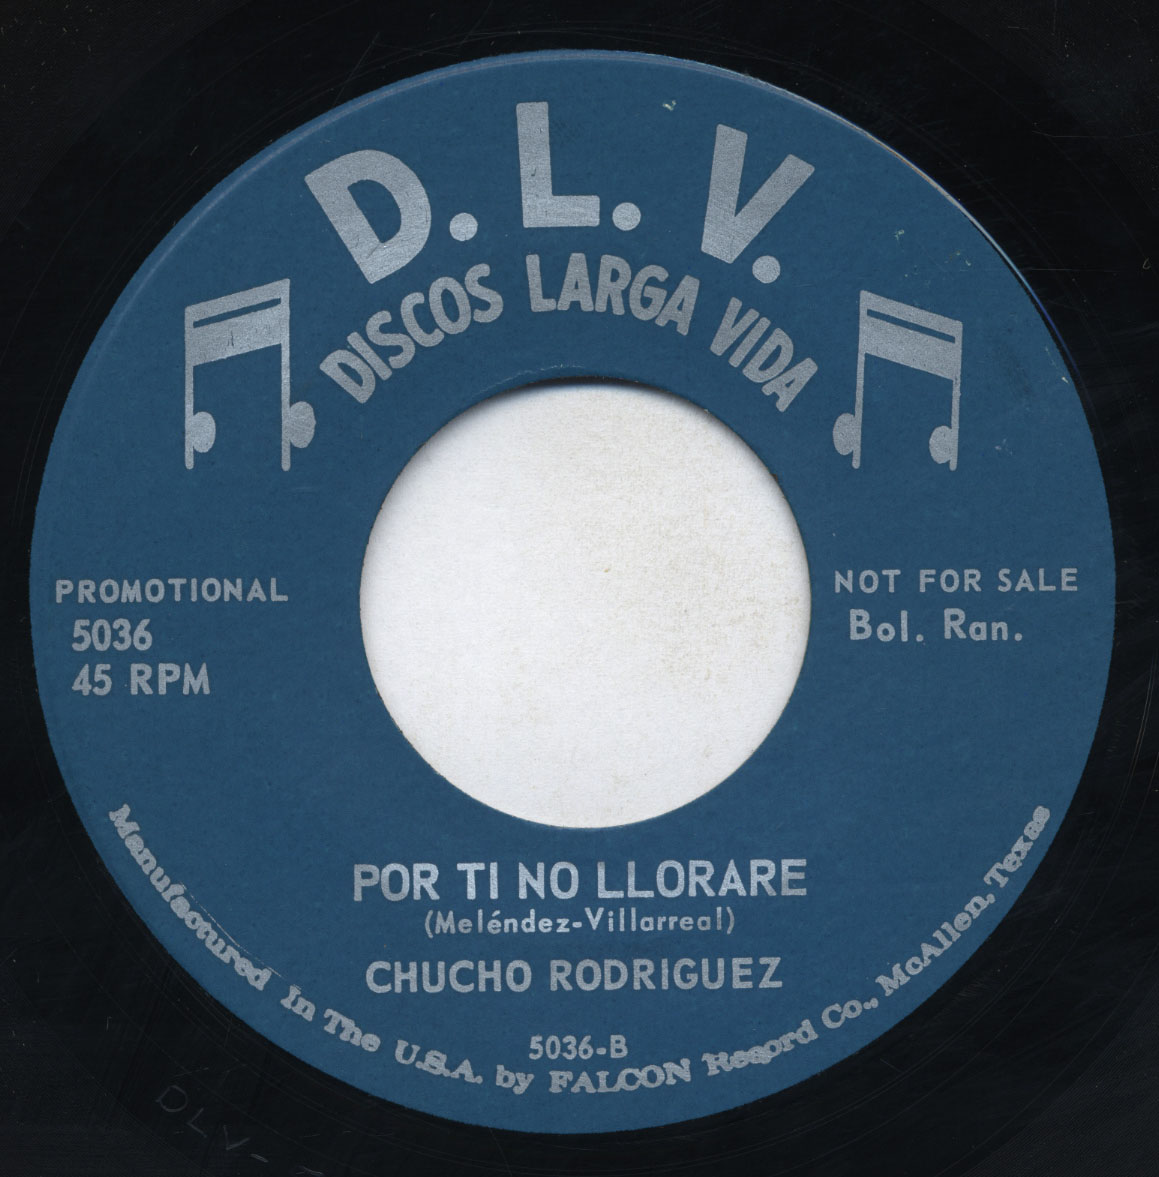 D. L. V.
DISCOS LARGA VIDA
PROMOTIONAL
5036
45 RPM
NOT FOR SALE
Bol. Ran.
POR TI NO LLORARE
(Meléndez-Villarreal)
CHUCHO RODRIGUEZ
5036-B
Manufactured In The U.S.A. by FALCON Record Co., McAllen, Texas
DLV-